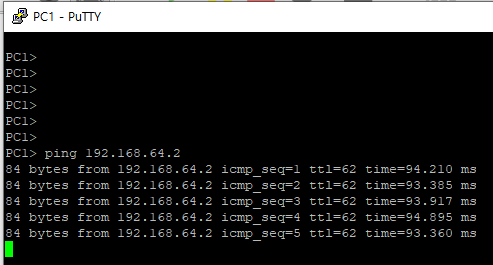 PC1 - PuTTY
PC1>
PC1>
PC1>
PC1>
PC1>
PC1>
PC1> ping 192.168.64.2
84 bytes from 192.168.64.2 icmp_seq=1 ttl=62 time=94.210 ms
84 bytes from 192.168.64.2 icmp_seq=2 ttl=62 time=93.385 ms
84 bytes from 192.168.64.2 icmp_seq=3 ttl=62 time=93.917 ms
84 bytes from 192.168.64.2 icmp_seq=4 ttl=62 time=94.895 ms
84 bytes from 192.168.64.2 icmp_seq=5 ttl=62 time=93.360 ms